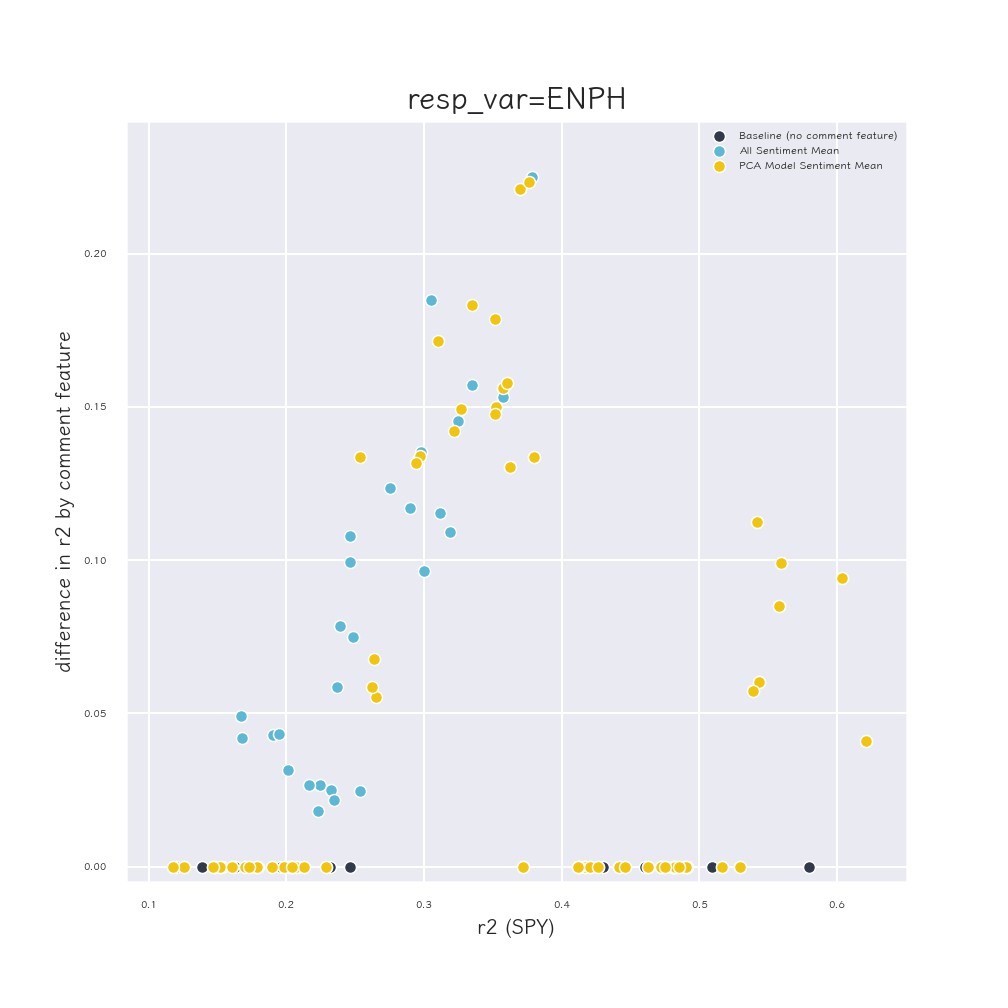 resp_var=ENPH
Baseline (no comment feature)
All Sentiment Mean
PCA Model Sentiment Mean
0.20
0.15
0.10
0.05
0.00
difference in r2 by comment feature
0.1 0.2 0.3 0.4 0.5 0.6
r2 (SPY)